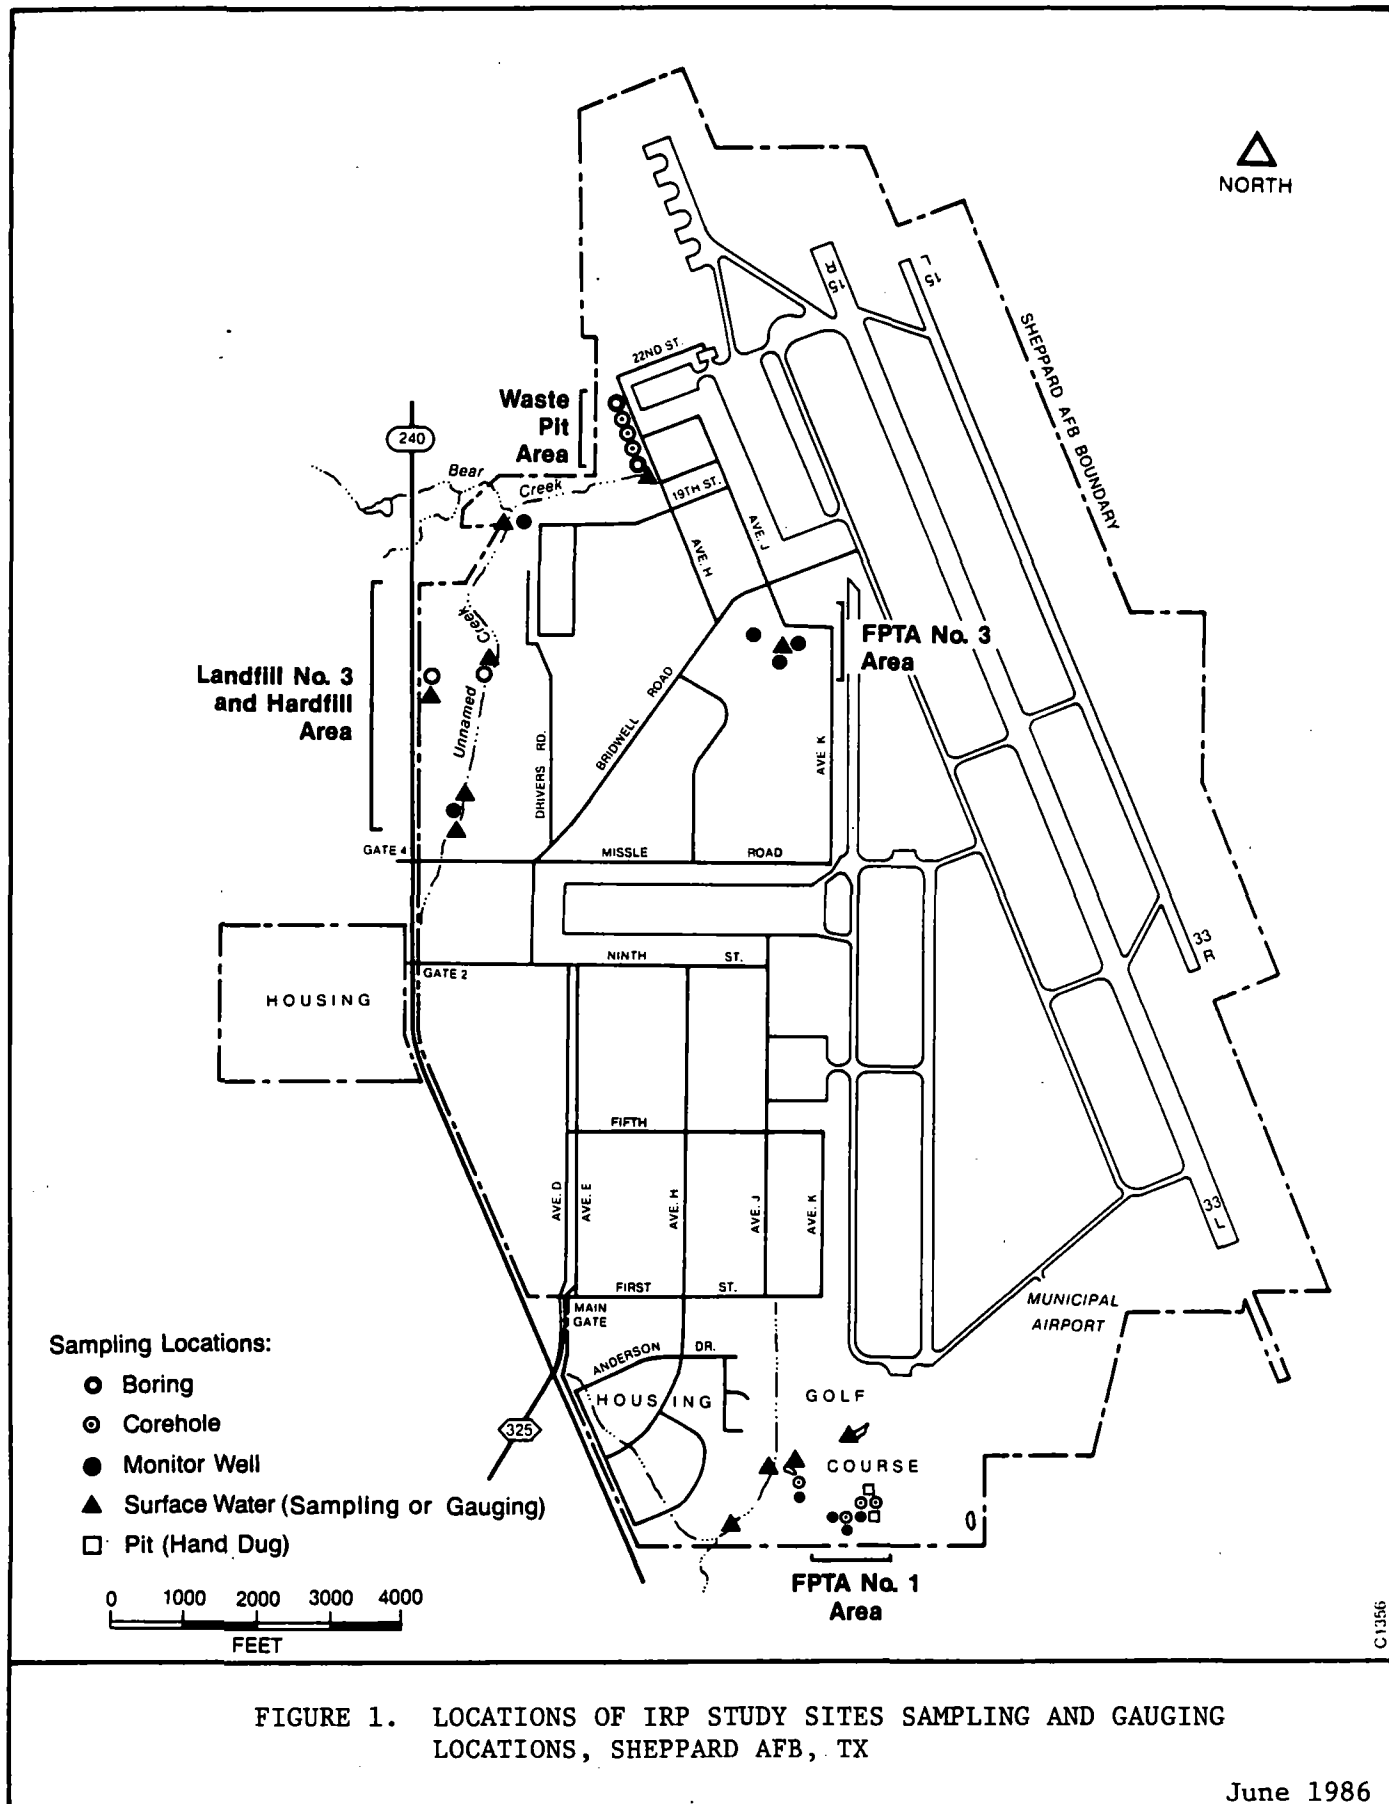 NORTH
SHEPPARD AFB BOUNDARY
15
R
15
L
22ND ST.
Waste
Pit
Area
240
Bear
Creek
19TH ST.
AVE. J
AVE. H
Creek
Unnamed
FPTA No. 3
Area
Landfill No. 3
and Hardfill
Area
BRIDWELL ROAD
DRIVERS RD.
AVE K
GATE 4
MISSLE ROAD
33
R
NINTH ST.
GATE 2
HOUSING
FIFTH
AVE. D
AVE. E
AVE. H
AVE. J
AVE. K
33
L
FIRST ST.
MAIN
GATE
MUNICIPAL
AIRPORT
ANDERSON DR.
HOUSING
GOLF
COURSE
325
Sampling Locations:
Boring
Corehole
Monitor Well
Surface Water (Sampling or Gauging)
Pit (Hand Dug)
0 1000 2000 3000 4000
FEET
FPTA No. 1
Area
C1356
FIGURE 1. LOCATIONS OF IRP STUDY SITES SAMPLING AND GAUGING
LOCATIONS, SHEPPARD AFB, TX
June 1986